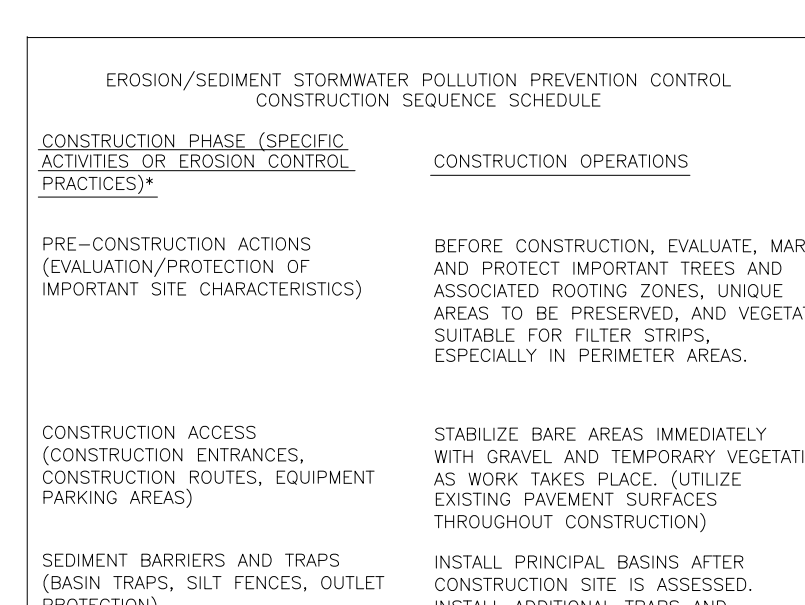 EROSION/SEDIMENT STORMWATER POLLUTION PREVENTION CONTROL
CONSTRUCTION SEQUENCE SCHEDULE
CONSTRUCTION PHASE (SPECIFIC
ACTIVITIES OR EROSION CONTROL
PRACTICES)*
CONSTRUCTION OPERATIONS
PRE-CONSTRUCTION ACTIONS
(EVALUATION/PROTECTION OF
IMPORTANT SITE CHARACTERISTICS)
BEFORE CONSTRUCTION, EVALUATE,
AND PROTECT IMPORTANT TREES AND
ASSOCIATED ROOTING ZONES, UNIQUE
AREAS TO BE PRESERVED, AND
SUITABLE FOR FILTER STRIPS,
ESPECIALLY IN PERIMETER AREAS.
CONSTRUCTION ACCESS
(CONSTRUCTION ENTRANCES,
CONSTRUCTION ROUTES, EQUIPMENT
PARKING AREAS)
STABILIZE BARE AREAS IMMEDIATELY
WITH GRAVEL AND TEMPORARY
AS WORK TAKES PLACE. (UTILIZE
EXISTING PAVEMENT SURFACES
THROUGHOUT CONSTRUCTION)
SEDIMENT BARRIERS AND TRAPS
(BASIN TRAPS, SILT FENCES, OUTLET
PROTECTION)
INSTALL PRINCIPAL BASINS AFTER
CONSTRUCTION SITE IS ASSESSED.
INSTALL ADDITIONAL TRAPS AND